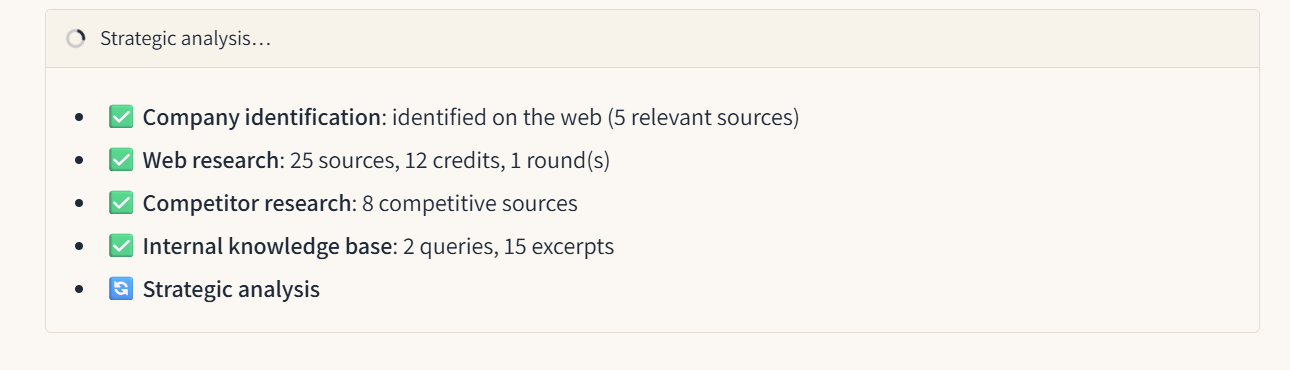 Strategic analysis…
Company identification: identified on the web (5 relevant sources)
Web research: 25 sources, 12 credits, 1 round(s)
Competitor research: 8 competitive sources
Internal knowledge base: 2 queries, 15 excerpts
Strategic analysis